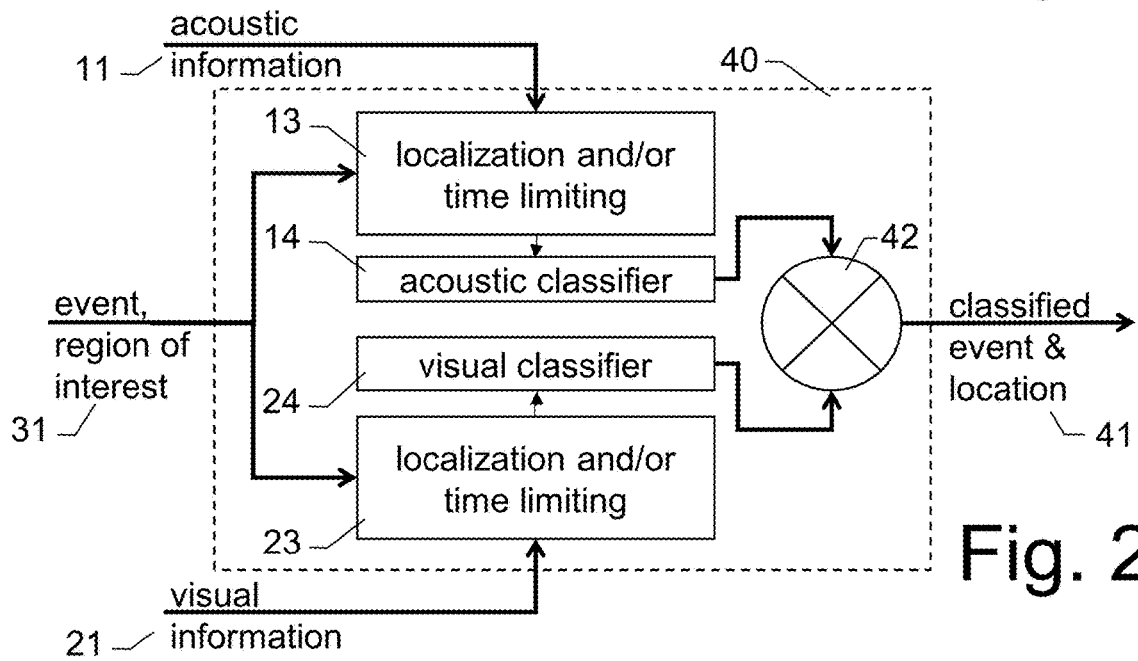 acoustic
information
11
40
13
localization and/or
time limiting
14
acoustic classifier
42
event,
region of
interest
31
classified
event &
location
41
visual classifier
24
localization and/or
time limiting
23
Fig. 2
visual
information
21